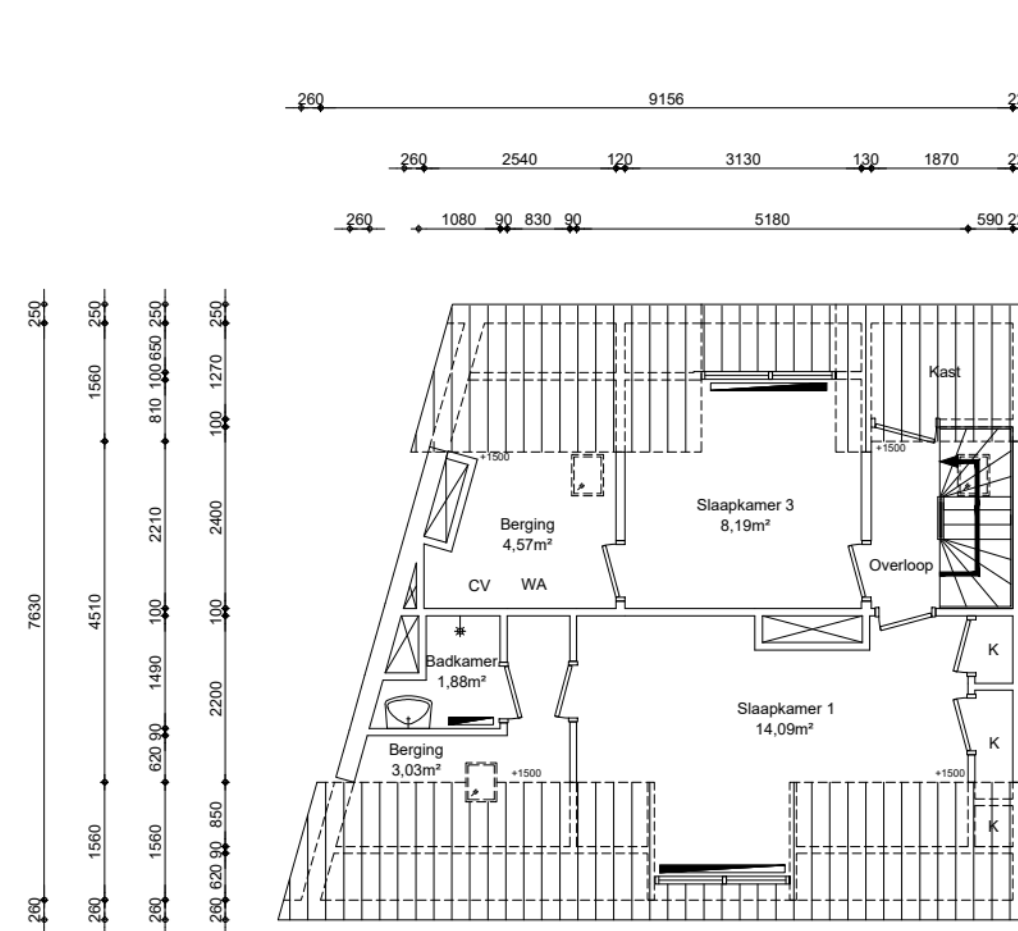 260 9156
260 2540 120 3130 130 1870
260 1080 90 830 90 5180 590
250 250 250 250
1560 650 100 810 1270 100
Kast
+1500 +1500
2210 2400
Slaapkamer 3
8,19m²
Berging
4,57m²
Overloop
CV WA
7630 4510 100 100
K
1490 2200
Badkamer
1,88m²
Slaapkamer 1
14,09m²
90 620
Berging
3,03m²
K
+1500 +1500
1560 1560 850 90 620
K
260 260 260 260